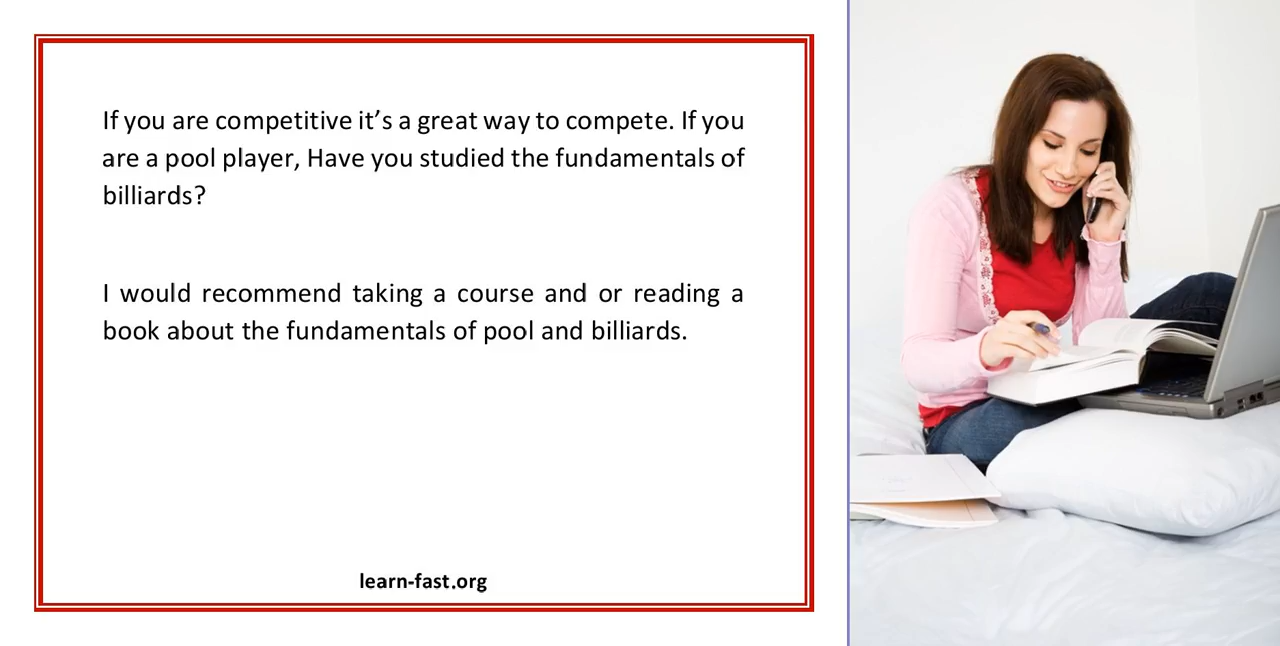 If you are competitive it’s a great way to compete. If you
are a pool player, Have you studied the fundamentals of
billiards?
I would recommend taking a course and or reading a
book about the fundamentals of pool and billiards.
learn-fast.org